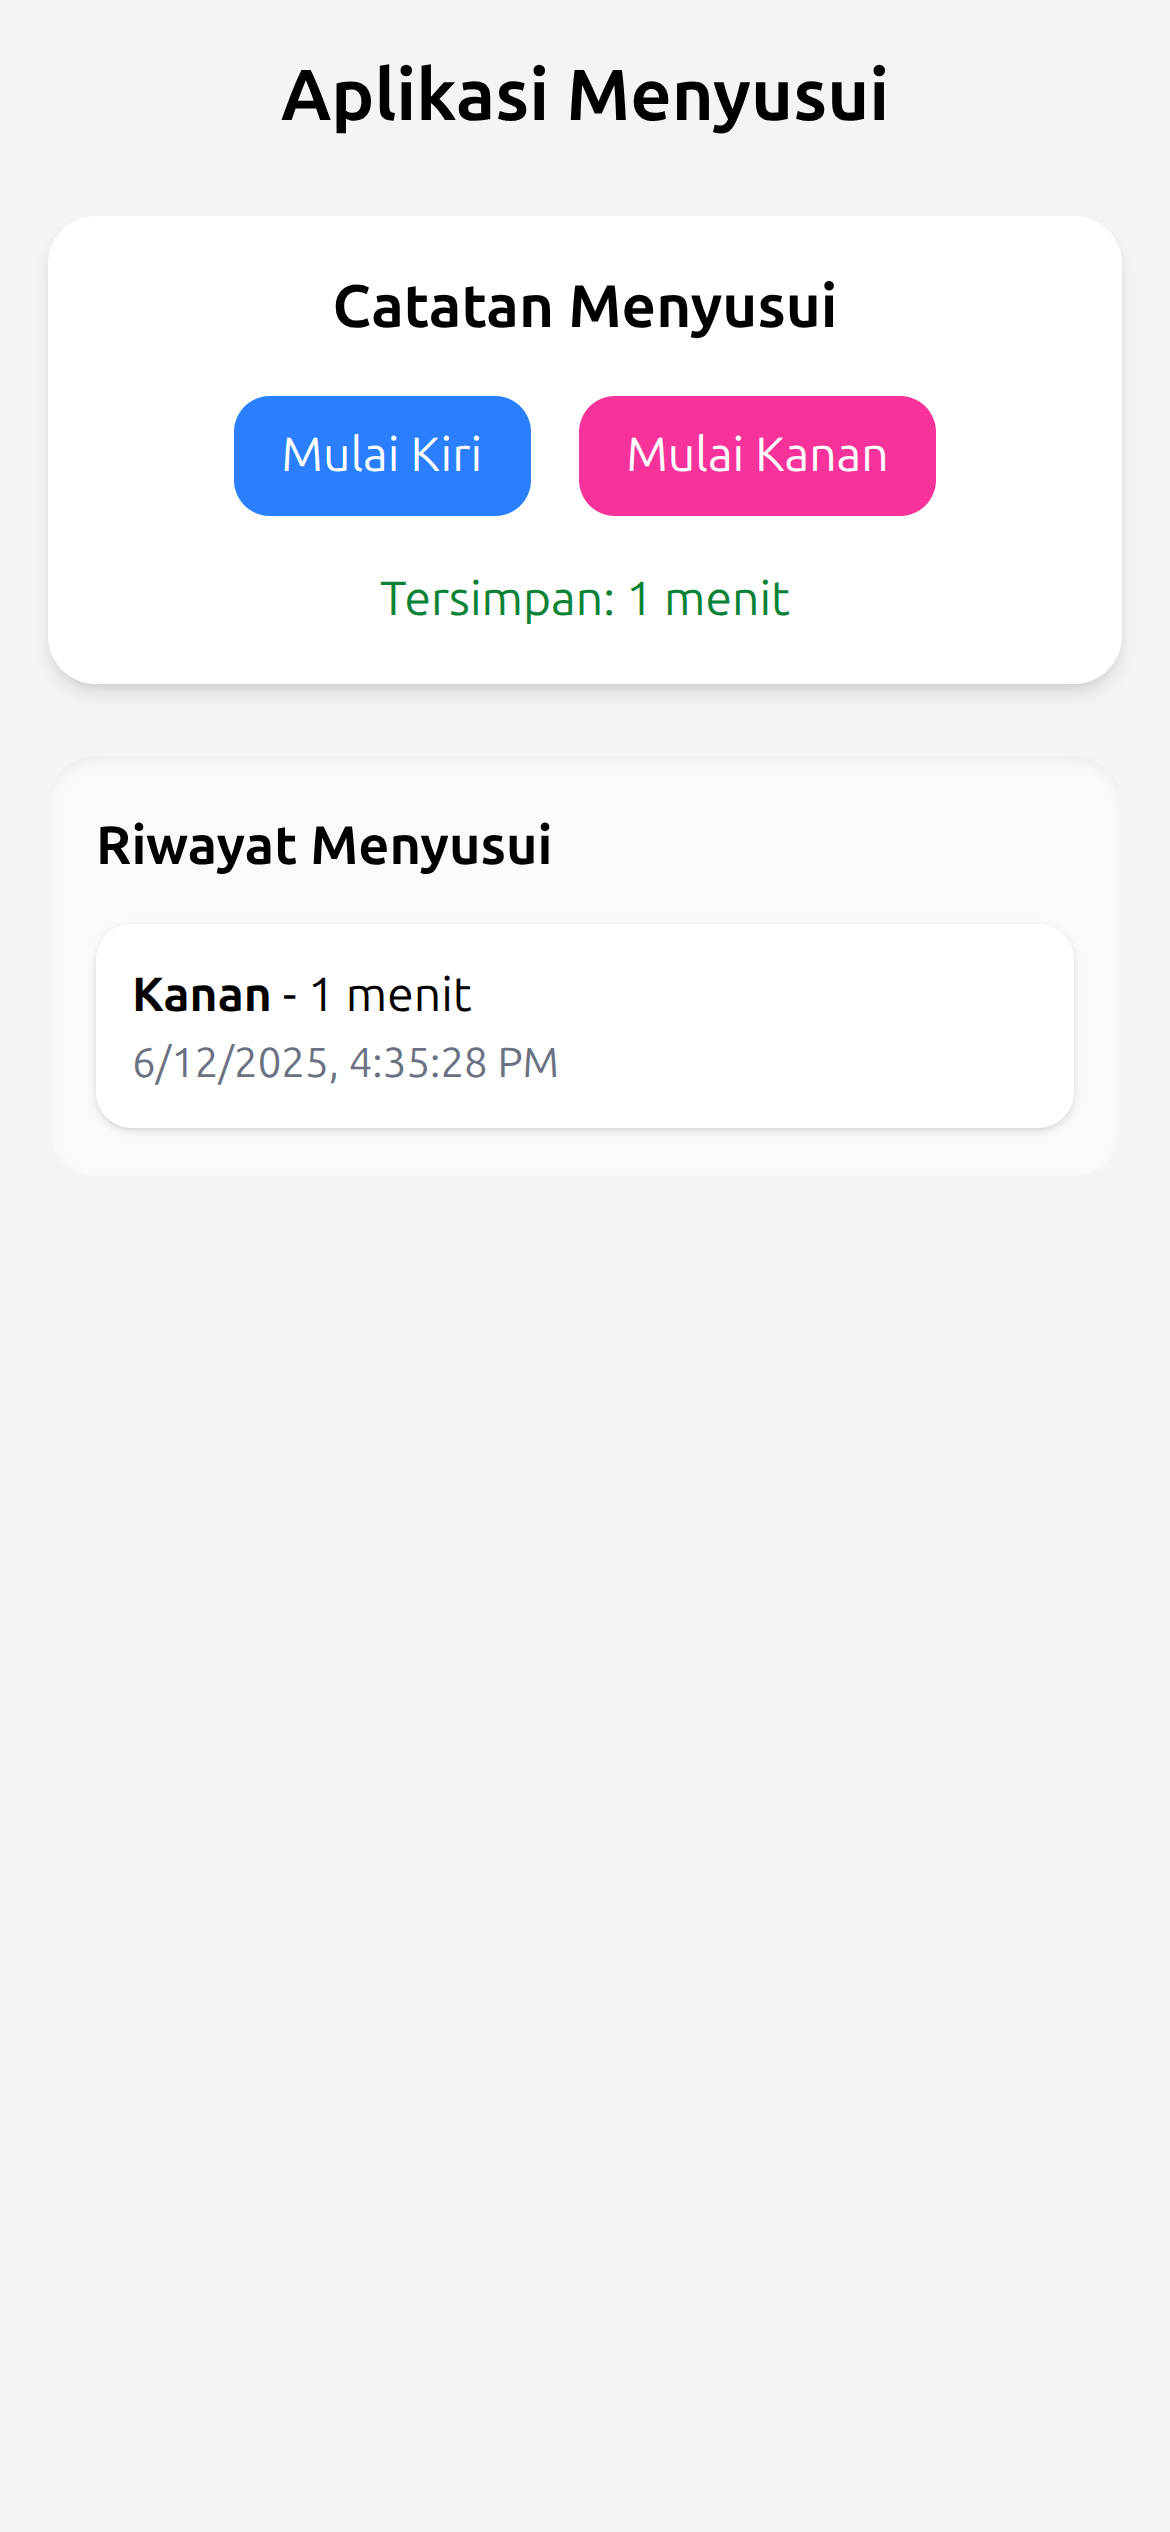 Aplikasi Menyusui
Catatan Menyusui
Mulai Kiri
Mulai Kanan
Tersimpan: 1 menit
Riwayat Menyusui
Kanan - 1 menit
6/12/2025, 4:35:28 PM